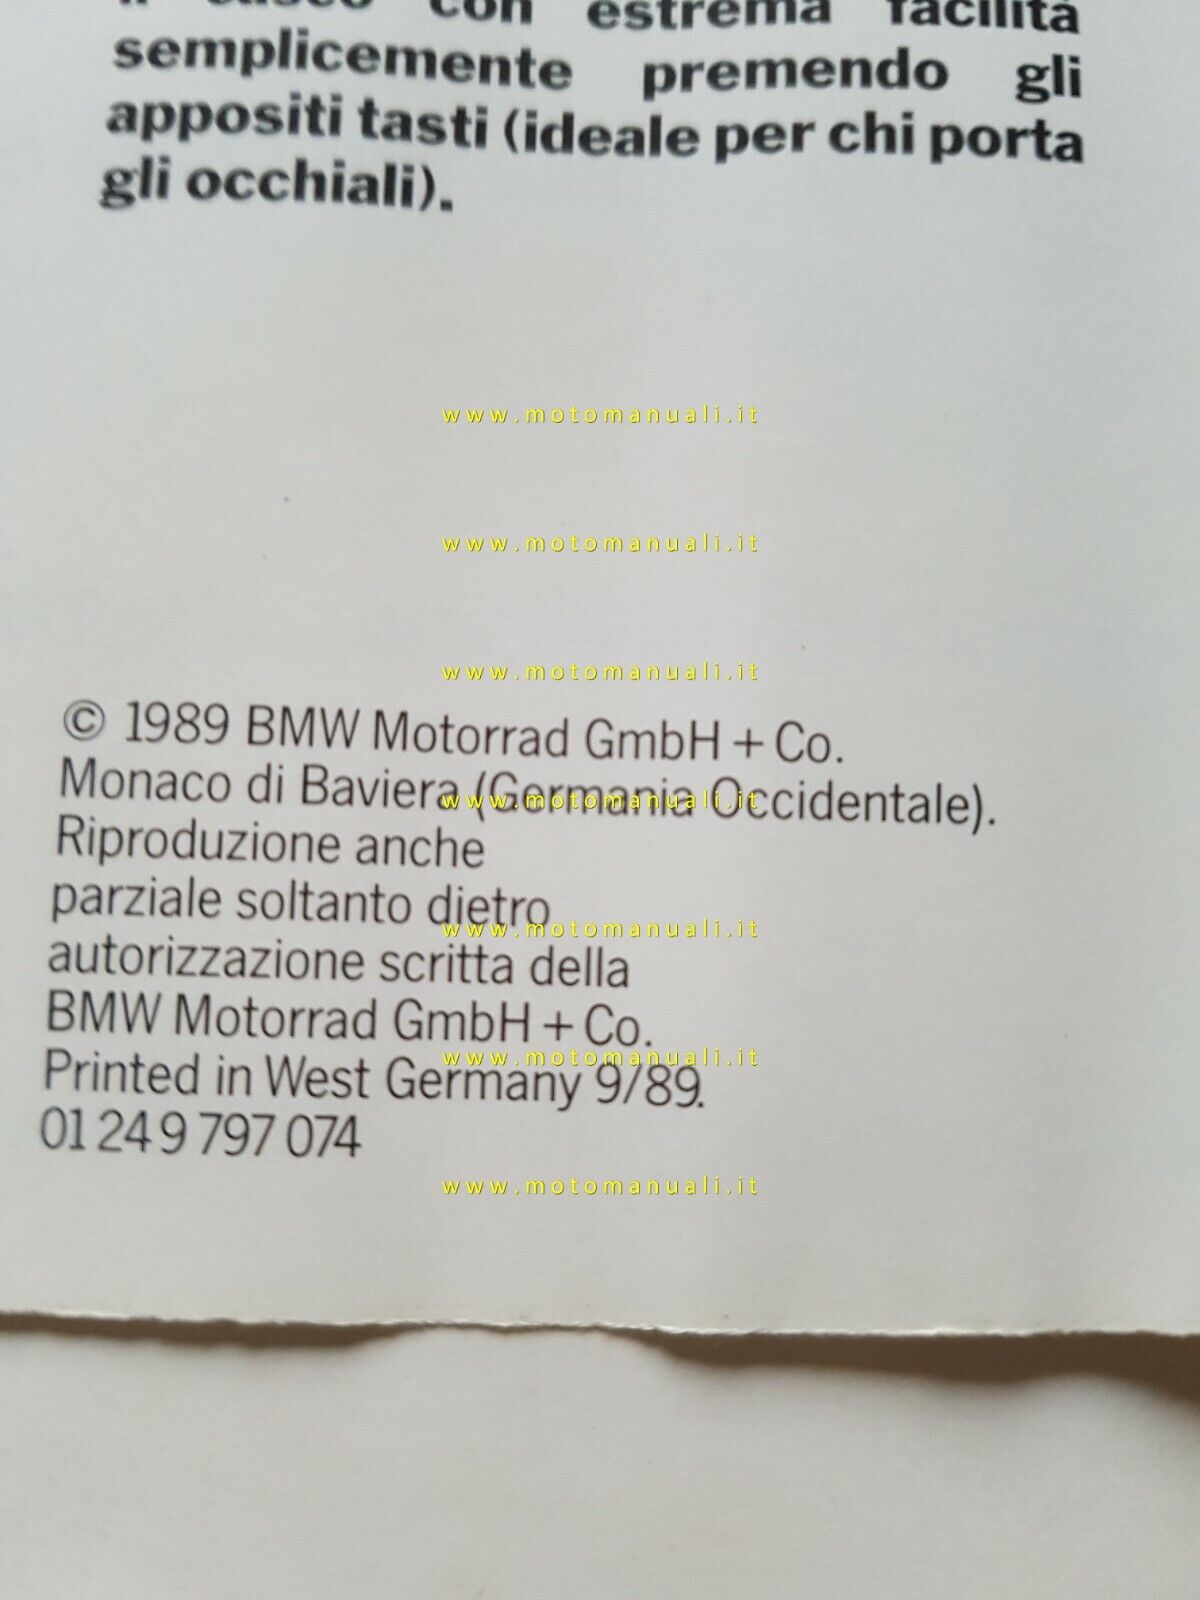 il casco con estrema facilità
semplicemente premendo gli
appositi tasti (ideale per chi porta
gli occhiali).
www.motomanuali.it
www.motomanuali.it
www.motomanuali.it
© 1989 BMW Motorrad GmbH + Co.
Monaco di Baviera (Germania Occidentale).
www.motomanuali.it
Riproduzione anche
parziale soltanto dietro
www.motomanuali.it
autorizzazione scritta della
BMW Motorrad GmbH + Co.
www.motomanuali.it
Printed in West Germany 9/89.
01 24 9 797 074
www.motomanuali.it